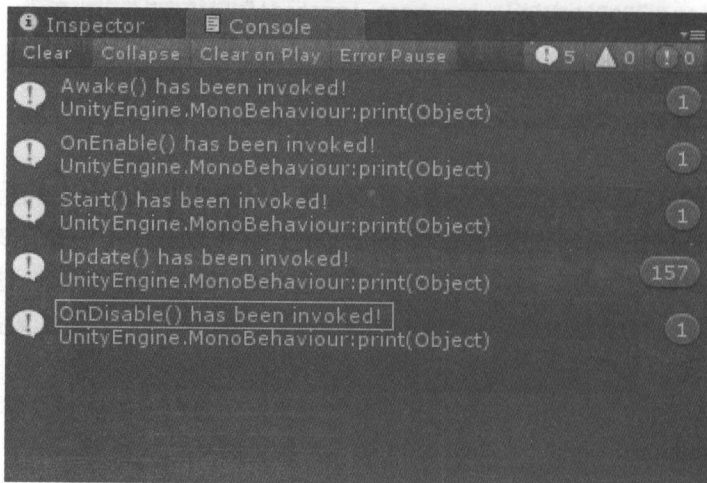 Inspector Console
Clear Collapse Clear on Play Error Pause 5 0 0
Awake() has been invoked!
UnityEngine.MonoBehaviour:print(Object)
1
OnEnable() has been invoked!
UnityEngine.MonoBehaviour:print(Object)
1
Start() has been invoked!
UnityEngine.MonoBehaviour:print(Object)
1
Update() has been invoked!
UnityEngine.MonoBehaviour:print(Object)
157
OnDisable() has been invoked!
UnityEngine.MonoBehaviour:print(Object)
1